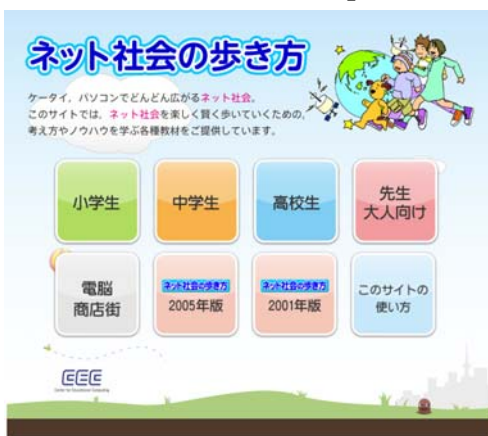 ネット社会の歩き方
ケータイ，パソコンでどんどん広がるネット社会。
このサイトでは，ネット社会を楽しく賢く歩いていくための，
考え方やノウハウを学ぶ各種教材をご提供しています。
小学生
中学生
高校生
先生
大人向け
電脳
商店街
ネット社会の歩き方
2005年版
ネット社会の歩き方
2001年版
このサイトの
使い方
CEC
Center for Educational Computing